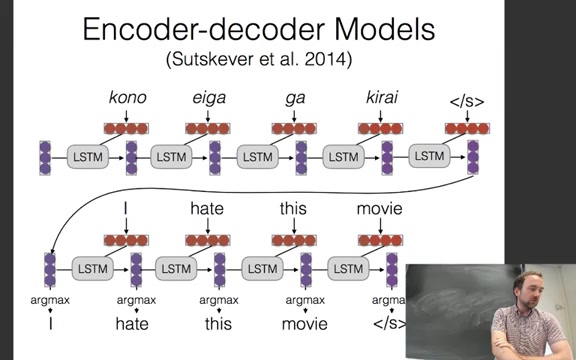 Encoder-decoder Models
(Sutskever et al. 2014)
kono eiga ga kirai </s>
LSTM LSTM LSTM LSTM LSTM
I hate this movie
LSTM LSTM LSTM LSTM
argmax argmax argmax argmax argma
I hate this movie </s>